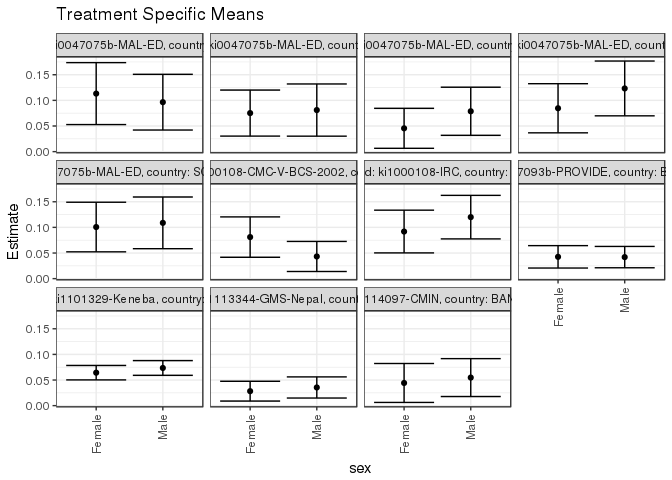 Treatment Specific Means
i0047075b-MAL-ED, countr
ki0047075b-MAL-ED, count
i0047075b-MAL-ED, countr
ki0047075b-MAL-ED, count
0.15
0.10
0.05
0.00
7075b-MAL-ED, country: SO
00108-CMC-V-BCS-2002, co
d: ki1000108-IRC, country:
7093b-PROVIDE, country: B
0.15
0.10
0.05
0.00
i1101329-Keneba, country:
113344-GMS-Nepal, count
114097-CMIN, country: BAN
0.15
0.10
0.05
0.00
Female
Male
Female
Male
Female
Male
Female
Male
Estimate
sex